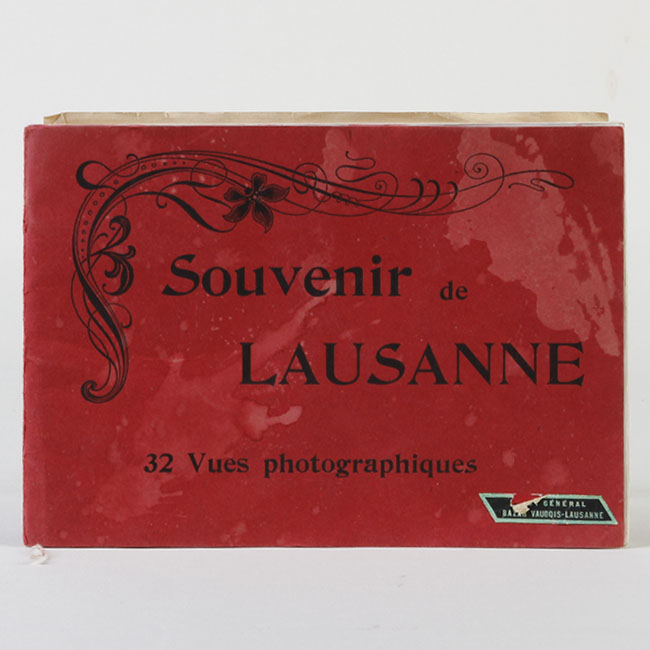 Souvenir de
LAUSANNE
32 Vues photographiques
GÉNÉRAL
VAUDOIS-LAUSANNE